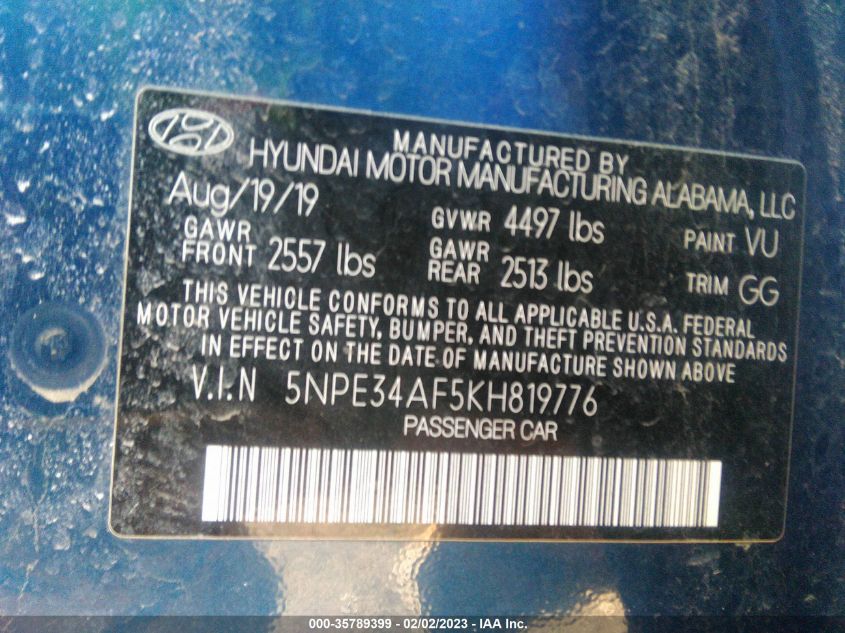 MANUFACTURED BY
HYUNDAI MOTOR MANUFACTURING ALABAMA, LLC
Aug/19/19 GVWR 4497 lbs PAINT VU
GAWR FRONT 2557 lbs GAWR REAR 2513 lbs TRIM GG
THIS VEHICLE CONFORMS TO ALL APPLICABLE U.S.A. FEDERAL
MOTOR VEHICLE SAFETY, BUMPER, AND THEFT PREVENTION STANDARDS
IN EFFECT ON THE DATE OF MANUFACTURE SHOWN ABOVE
V.I.N 5NPE34AF5KH819776
PASSENGER CAR
000-35789399 - 02/02/2023 - IAA Inc.